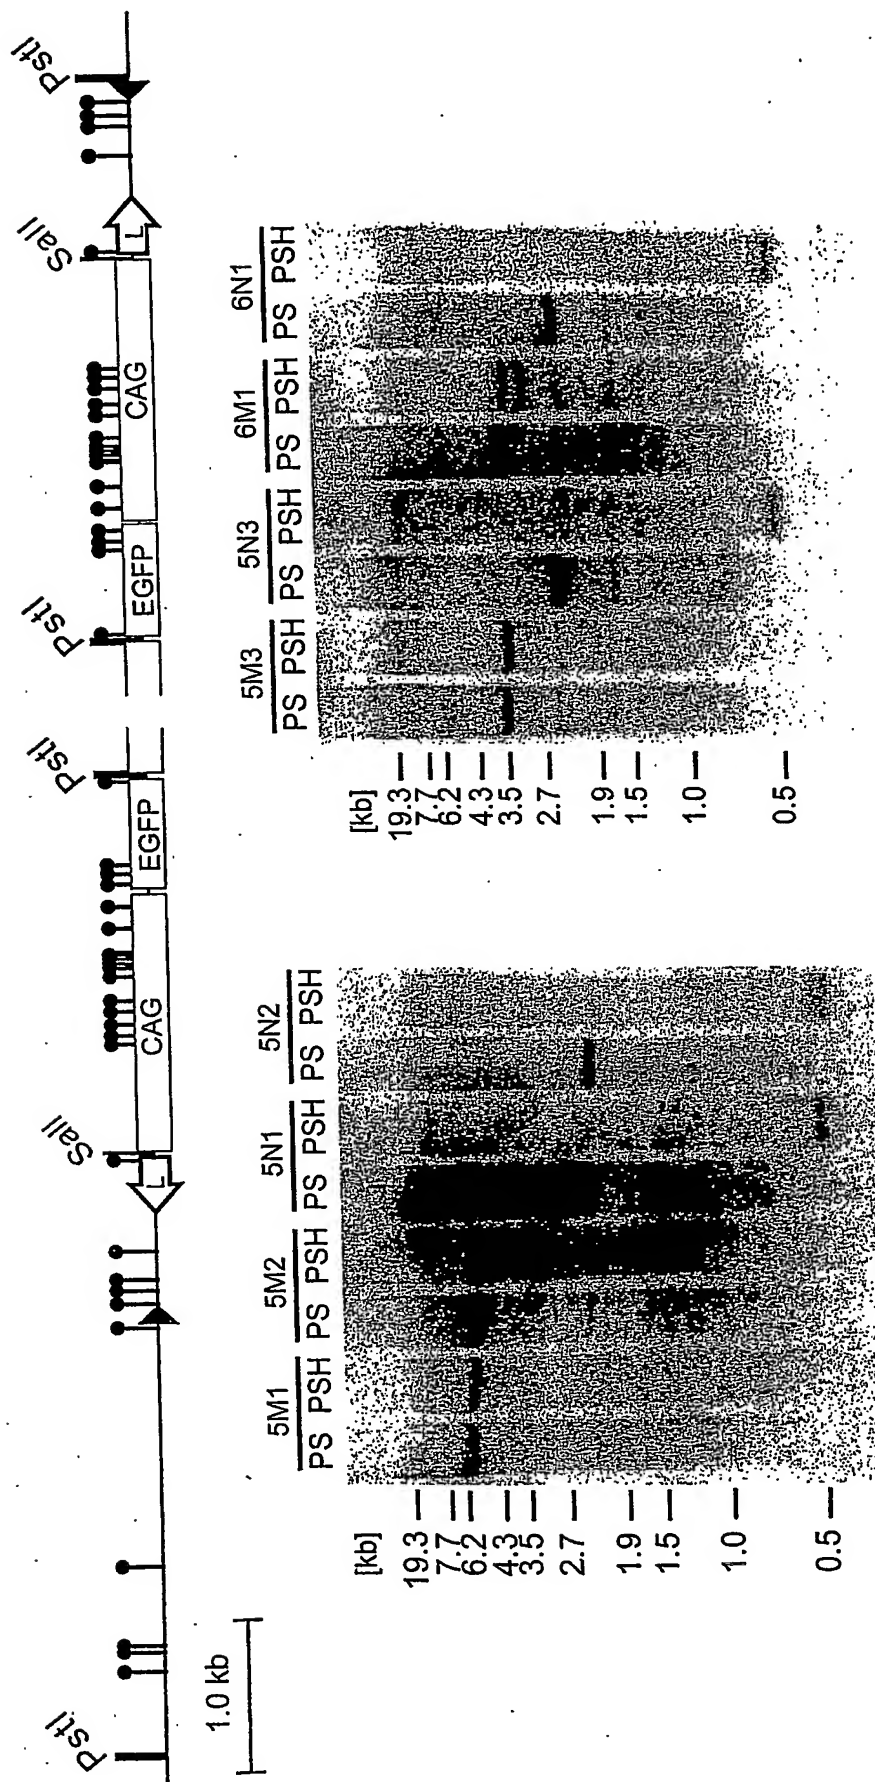 PstI
SalI
PstI
PstI
SalI
PstI
L
CAG
EGFP
EGFP
CAG
L
1.0 kb
5M1
5M2
5N1
5N2
PS PSH
PS PSH
PS PSH
PS PSH
[kb]
19.3
7.7
6.2
4.3
3.5
2.7
1.9
1.5
1.0
0.5
5M3
5N3
6M1
6N1
PS PSH
PS PSH
PS PSH
PS PSH
[kb]
19.3
7.7
6.2
4.3
3.5
2.7
1.9
1.5
1.0
0.5